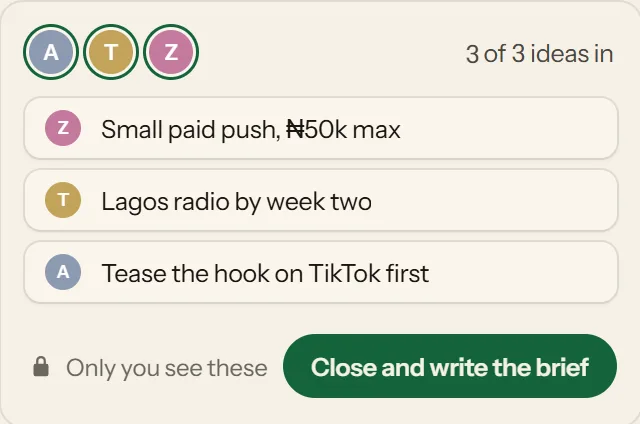 A T Z 3 of 3 ideas in
Z Small paid push, ₦50k max
T Lagos radio by week two
A Tease the hook on TikTok first
Only you see these Close and write the brief